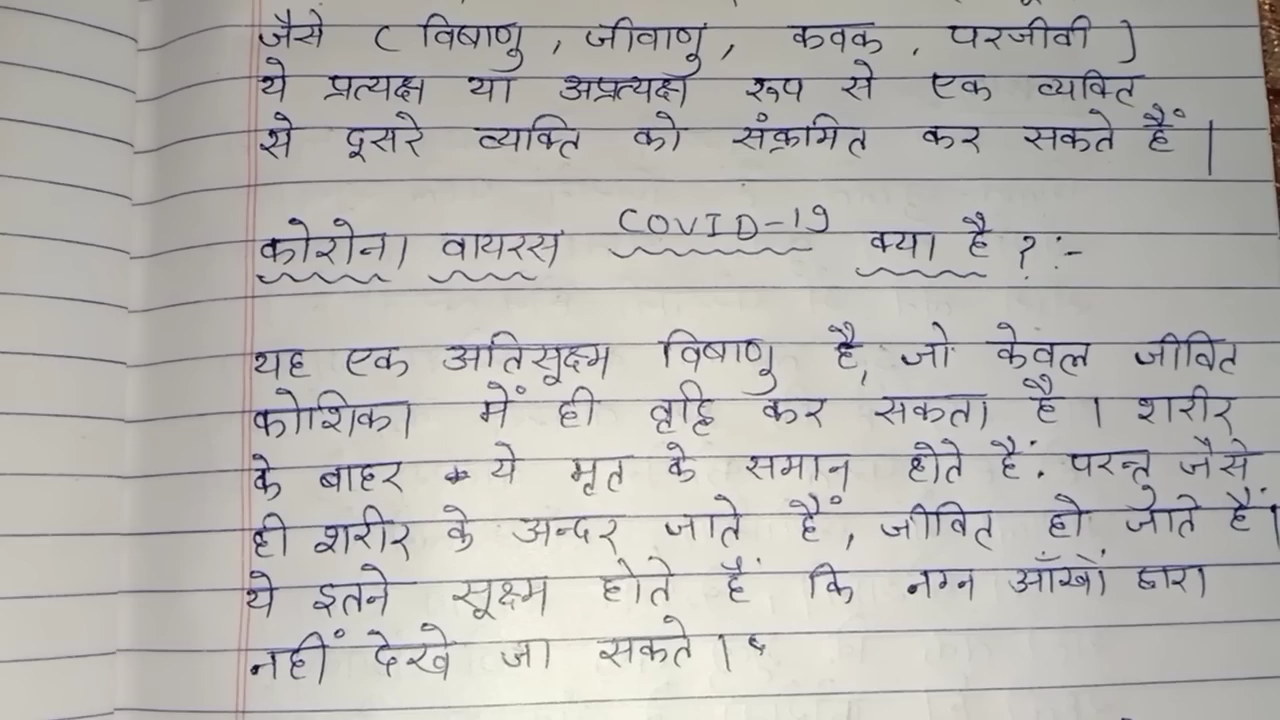 जैसे ( विषाणु , जीवाणु , कवक , परजीवी )
ये प्रत्यक्ष या अप्रत्यक्ष रूप से एक व्यक्ति
से दूसरे व्यक्ति को संक्रमित कर सकते हैं |
कोरोना वायरस COVID-19 क्या है ? :-
यह एक अतिसूक्ष्म विषाणु है, जो केवल जीवित
कोशिका में ही वृद्दि कर सकता है । शरीर
के बाहर ये मृत के समान होते हैं. परन्तु जैसे
ही शरीर के अन्दर जाते हैं, जीवित हो जाते हैं।
ये इतने सूक्ष्म होते हैं कि नग्न आँखों द्वारा
नहीं देखे जा सकते ।